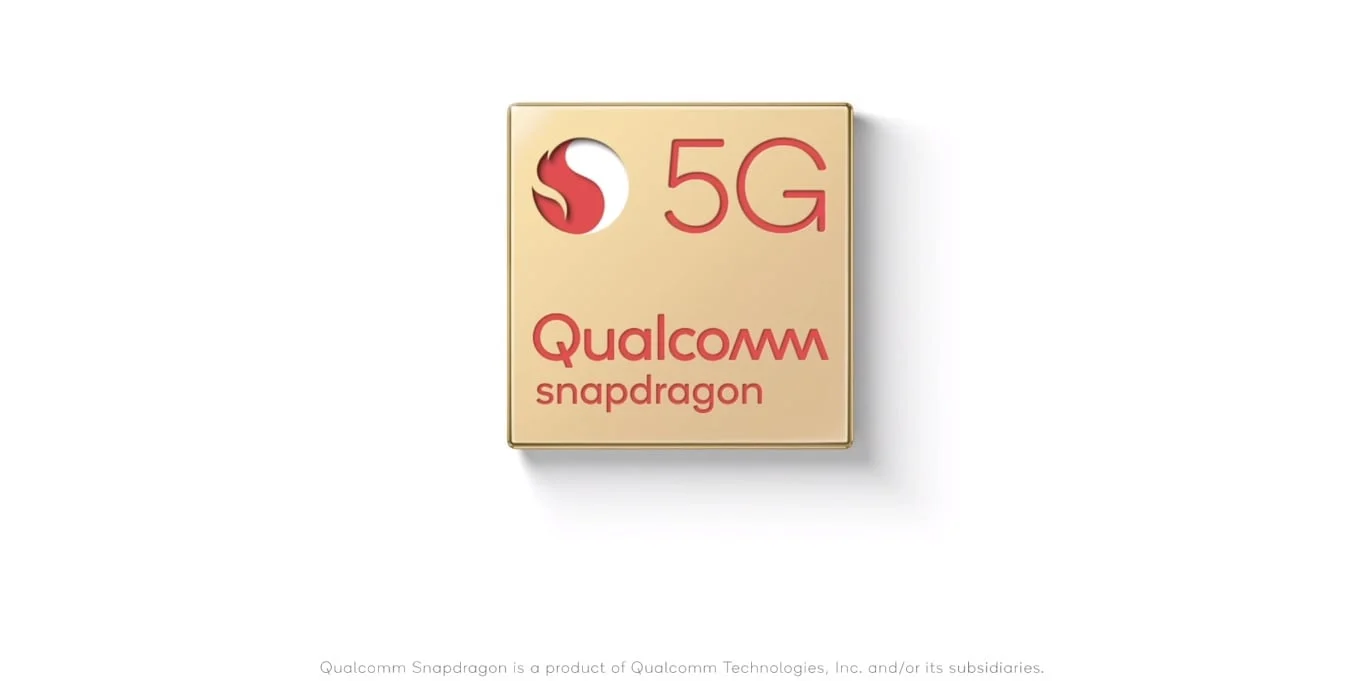 5G
Qualcomm
snapdragon
Qualcomm Snapdragon is a product of Qualcomm Technologies, Inc. and/or its subsidiaries.